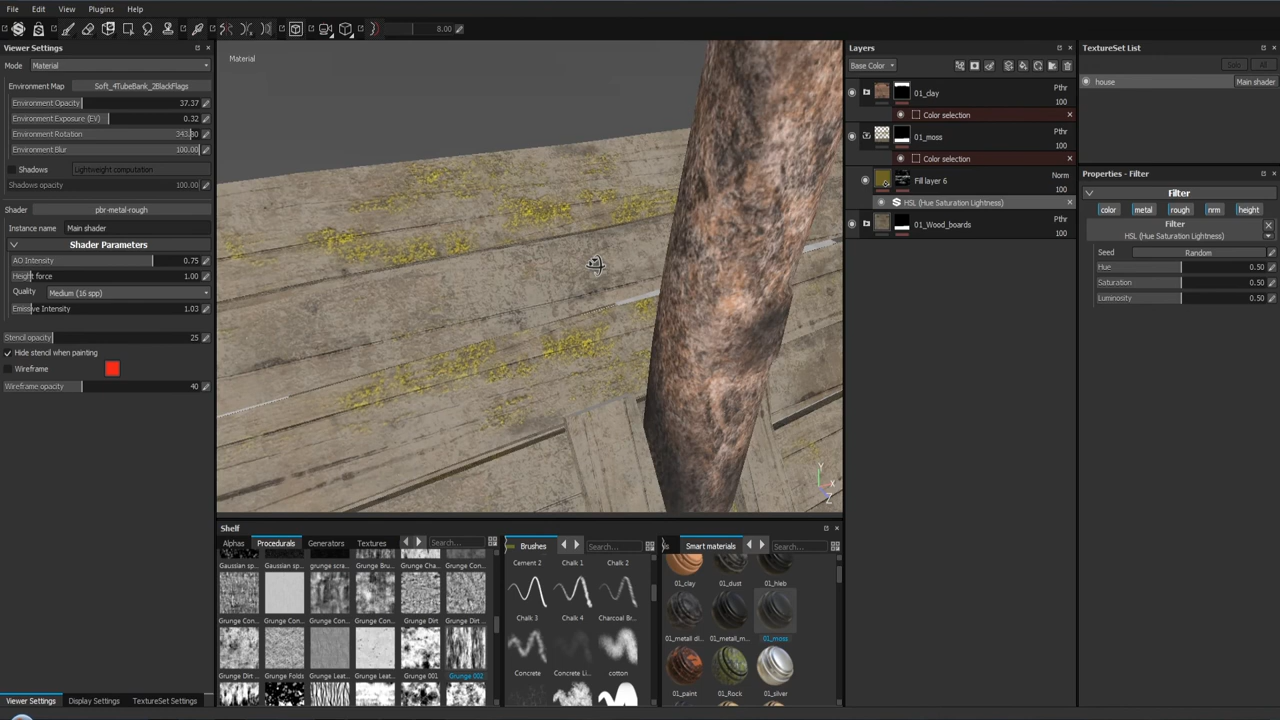 File Edit View Plugins Help
8.00
Viewer Settings
Mode Material
Environment Map Soft_4TubeBank_2BlackFlags
Environment Opacity 37.37
Environment Exposure (EV) 0.32
Environment Rotation
Environment Blur 100.00
Shadows Lightweight computation
Shadows opacity 100.00
Shader pbr-metal-rough
Instance name Main shader
Shader Parameters
AO Intensity 0.75
Height force 1.00
Quality Medium (16 spp)
Emissive Intensity 1.03
Stencil opacity 25
Hide stencil when painting
Wireframe
Wireframe opacity 40
Viewer Settings Display Settings TextureSet Settings
Material
Y
X
Z
Shelf
Alphas Procedurals Generators Textures Search...
Gaussian sp... Gaussian sp... grunge scra... Grunge Bru... Grunge Cha... Grunge Con...
Grunge Con... Grunge Con... Grunge Con... Grunge Con... Grunge Dirt Grunge Con...
Grunge Dirt ... Grunge Folds Grunge Leat... Grunge Leat... Grunge 001 Grunge 002
Brushes Search...
Cement 2 Chalk 1 Chalk 2
Chalk 3 Chalk 4 Charcoal Br...
Concrete Concrete Li... cotton
Smart materials Search...
01_clay 01_dust 01_hleb
01_metall di... 01_metall_m... 01_moss
01_paint 01_Rock 01_silver
Layers
Base Color
01_clay Pthr
100
Color selection
01_moss Pthr
100
Color selection
Fill layer 6 Norm
100
HSL (Hue Saturation Lightness)
01_Wood_boards Pthr
100
TextureSet List
Solo All
house Main shader
Properties - Filter
Filter
color metal rough nrm height
Filter
HSL (Hue Saturation Lightness)
Seed Random
Hue 0.50
Saturation 0.50
Luminosity 0.50